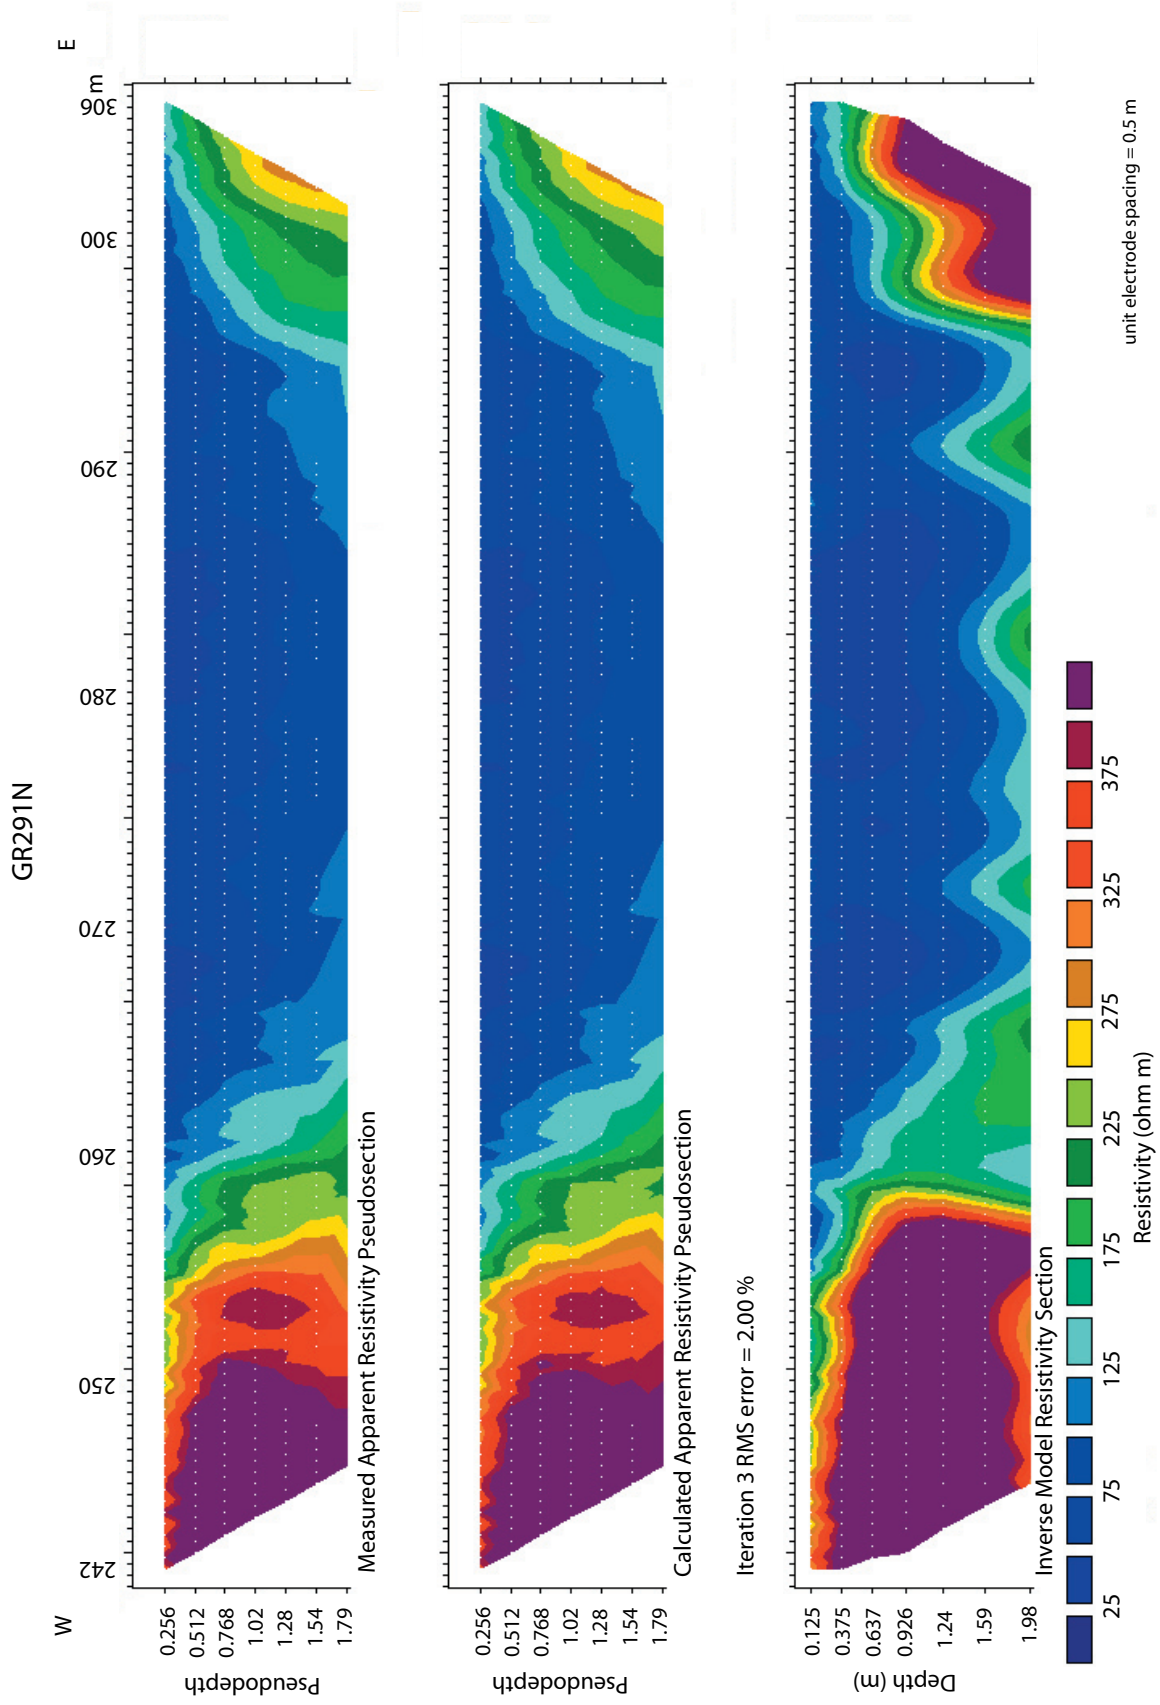 GR291N
W E
242 250 260 270 280 290 300 306 m
Pseudodepth
0.256
0.512
0.768
1.02
1.28
1.54
1.79
Measured Apparent Resistivity Pseudosection
Pseudodepth
0.256
0.512
0.768
1.02
1.28
1.54
1.79
Calculated Apparent Resistivity Pseudosection
Iteration 3 RMS error = 2.00 %
Depth (m)
0.125
0.375
0.637
0.926
1.24
1.59
1.98
Inverse Model Resistivity Section
25 75 125 175 225 275 325 375
Resistivity (ohm m)
unit electrode spacing = 0.5 m